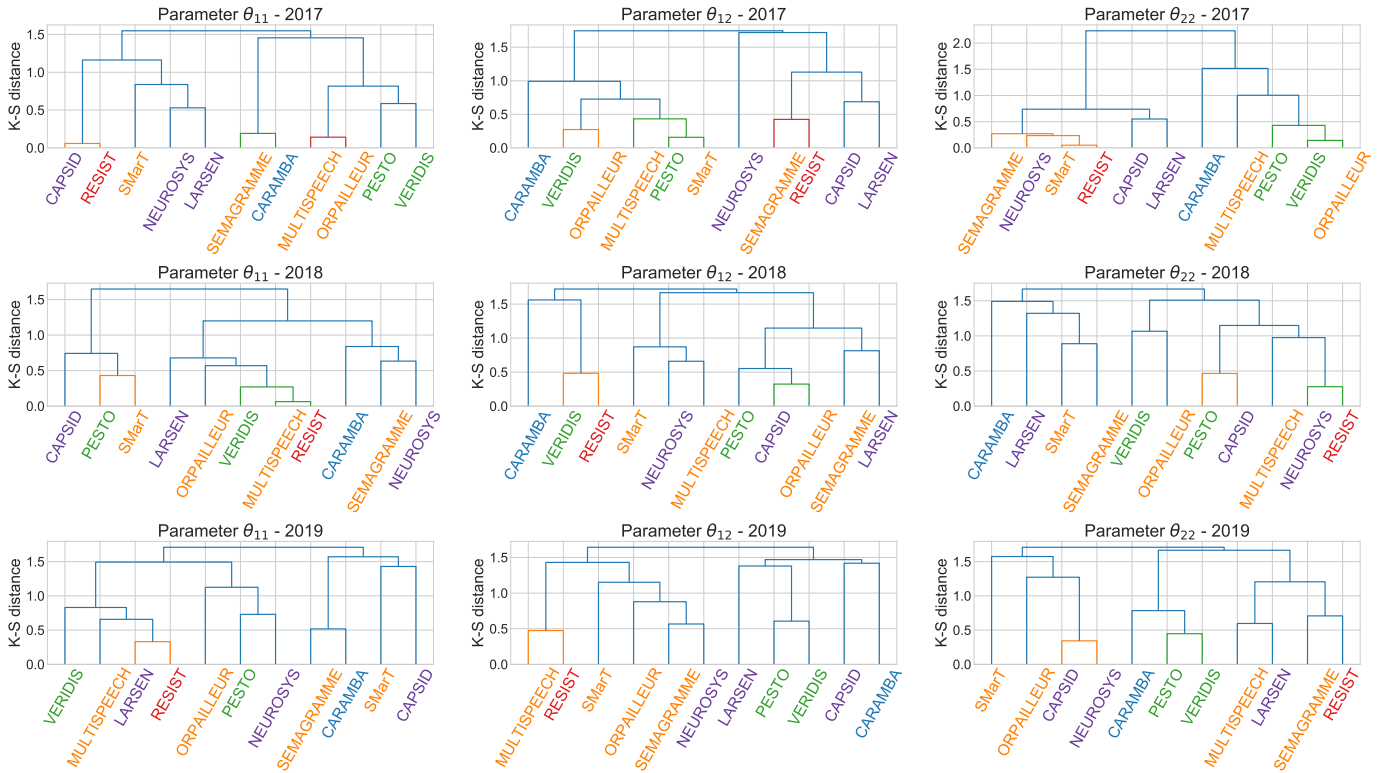 Parameter θ11 - 2017
K-S distance
1.5
1.0
0.5
0.0
CAPSID
RESIST
SMarT
NEUROSYS
LARSEN
SEMAGRAMME
CARAMBA
MULTISPEECH
ORPAILLEUR
PESTO
VERIDIS
Parameter θ12 - 2017
K-S distance
1.5
1.0
0.5
0.0
CARAMBA
VERIDIS
ORPAILLEUR
MULTISPEECH
PESTO
SMarT
NEUROSYS
SEMAGRAMME
RESIST
CAPSID
LARSEN
Parameter θ22 - 2017
K-S distance
2.0
1.5
1.0
0.5
0.0
SEMAGRAMME
NEUROSYS
SMarT
RESIST
CAPSID
LARSEN
CARAMBA
MULTISPEECH
PESTO
VERIDIS
ORPAILLEUR
Parameter θ11 - 2018
K-S distance
1.5
1.0
0.5
0.0
CAPSID
PESTO
SMarT
LARSEN
ORPAILLEUR
VERIDIS
MULTISPEECH
RESIST
CARAMBA
SEMAGRAMME
NEUROSYS
Parameter θ12 - 2018
K-S distance
1.5
1.0
0.5
0.0
CARAMBA
VERIDIS
RESIST
SMarT
NEUROSYS
MULTISPEECH
PESTO
CAPSID
ORPAILLEUR
SEMAGRAMME
LARSEN
Parameter θ22 - 2018
K-S distance
1.5
1.0
0.5
0.0
CARAMBA
LARSEN
SMarT
SEMAGRAMME
VERIDIS
ORPAILLEUR
PESTO
CAPSID
MULTISPEECH
NEUROSYS
RESIST
Parameter θ11 - 2019
K-S distance
1.5
1.0
0.5
0.0
VERIDIS
MULTISPEECH
LARSEN
RESIST
ORPAILLEUR
PESTO
NEUROSYS
SEMAGRAMME
CARAMBA
SMarT
CAPSID
Parameter θ12 - 2019
K-S distance
1.5
1.0
0.5
0.0
MULTISPEECH
RESIST
SMarT
ORPAILLEUR
SEMAGRAMME
NEUROSYS
LARSEN
PESTO
VERIDIS
CAPSID
CARAMBA
Parameter θ22 - 2019
K-S distance
1.5
1.0
0.5
0.0
SMarT
ORPAILLEUR
CAPSID
NEUROSYS
CARAMBA
PESTO
VERIDIS
MULTISPEECH
LARSEN
SEMAGRAMME
RESIST